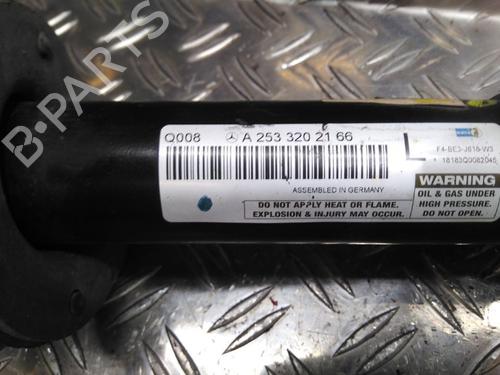 B-PARTS
Q008 A 253 320 21 66
L
F4-BE3-J618-W3
18183Q0082045
ASSEMBLED IN GERMANY
DO NOT APPLY HEAT OR FLAME.
EXPLOSION & INJURY MAY OCCUR.
WARNING
OIL & GAS UNDER
HIGH PRESSURE.
DO NOT OPEN.